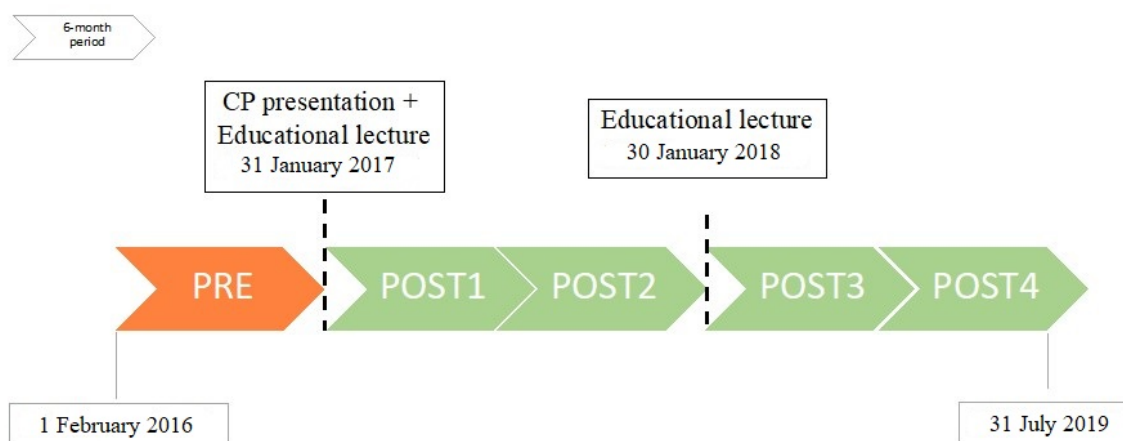 6-month
period
CP presentation +
Educational lecture
31 January 2017
Educational lecture
30 January 2018
PRE
POST1
POST2
POST3
POST4
1 February 2016
31 July 2019